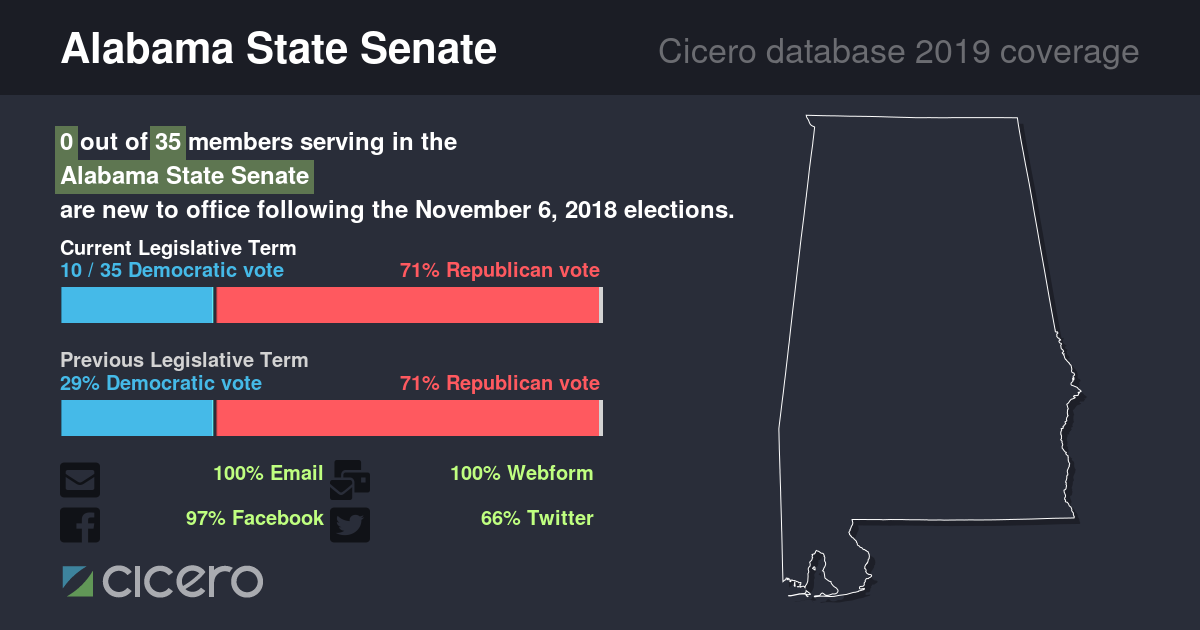 Alabama State Senate
Cicero database 2019 coverage
0 out of 35 members serving in the
Alabama State Senate
are new to office following the November 6, 2018 elections.
Current Legislative Term
10 / 35 Democratic vote 71% Republican vote
Previous Legislative Term
29% Democratic vote 71% Republican vote
100% Email 100% Webform
97% Facebook 66% Twitter
cicero